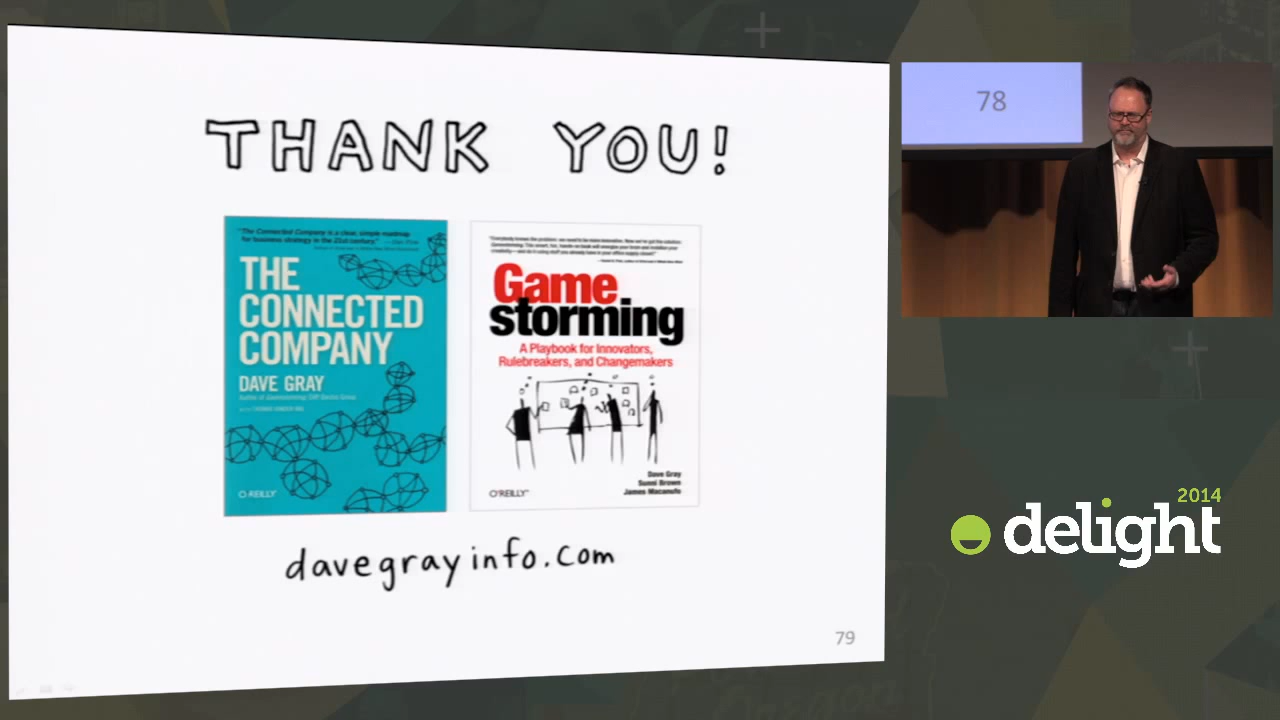 THANK YOU!
"The Connected Company is a clear, simple roadmap
for business strategy in the 21st century."
THE
CONNECTED
COMPANY
DAVE GRAY
O'REILLY
Game
storming
A Playbook for Innovators,
Rulebreakers, and Changemakers
Dave Gray
Sunni Brown
James Macanufo
O'REILLY
davegrayinfo.com
79
78
delight 2014